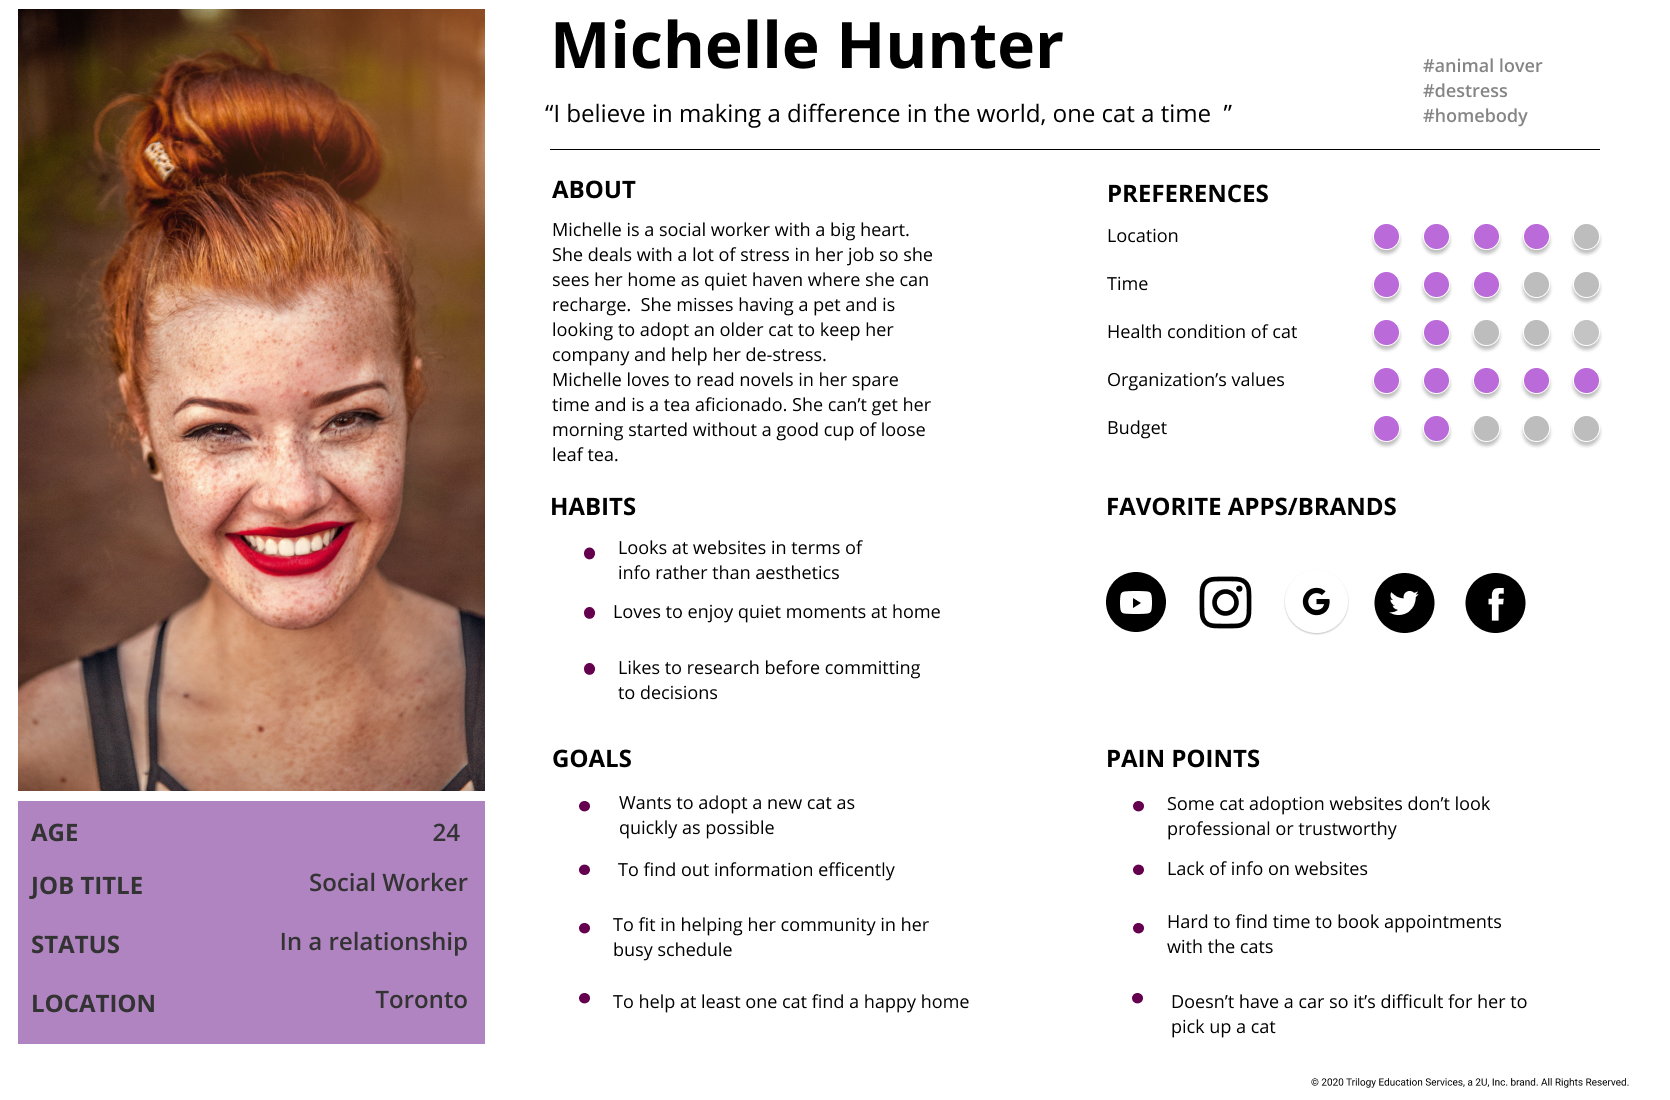 Michelle Hunter
“I believe in making a difference in the world, one cat a time  ”
#animal lover
#destress
#homebody
ABOUT
Michelle is a social worker with a big heart.
She deals with a lot of stress in her job so she
sees her home as quiet haven where she can
recharge.  She misses having a pet and is
looking to adopt an older cat to keep her
company and help her de-stress.
Michelle loves to read novels in her spare
time and is a tea aficionado. She can’t get her
morning started without a good cup of loose
leaf tea.
PREFERENCES
Location
Time
Health condition of cat
Organization’s values
Budget
HABITS
Looks at websites in terms of
info rather than aesthetics
Loves to enjoy quiet moments at home
Likes to research before committing
to decisions
FAVORITE APPS/BRANDS
GOALS
Wants to adopt a new cat as
quickly as possible
To find out information efficently
To fit in helping her community in her
busy schedule
To help at least one cat find a happy home
PAIN POINTS
Some cat adoption websites don’t look
professional or trustworthy
Lack of info on websites
Hard to find time to book appointments
with the cats
Doesn’t have a car so it’s difficult for her to
pick up a cat
AGE 24
JOB TITLE Social Worker
STATUS In a relationship
LOCATION Toronto
© 2020 Trilogy Education Services, a 2U, Inc. brand. All Rights Reserved.